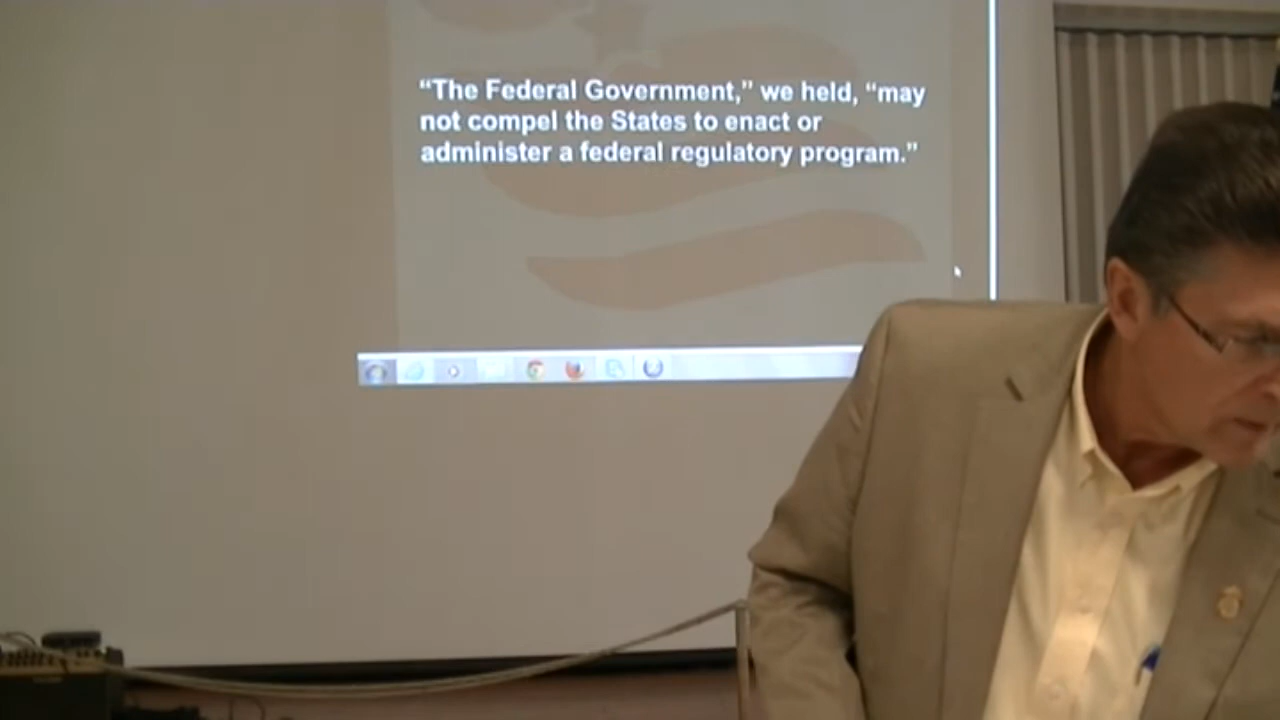 “The Federal Government,” we held, “may
not compel the States to enact or
administer a federal regulatory program.”